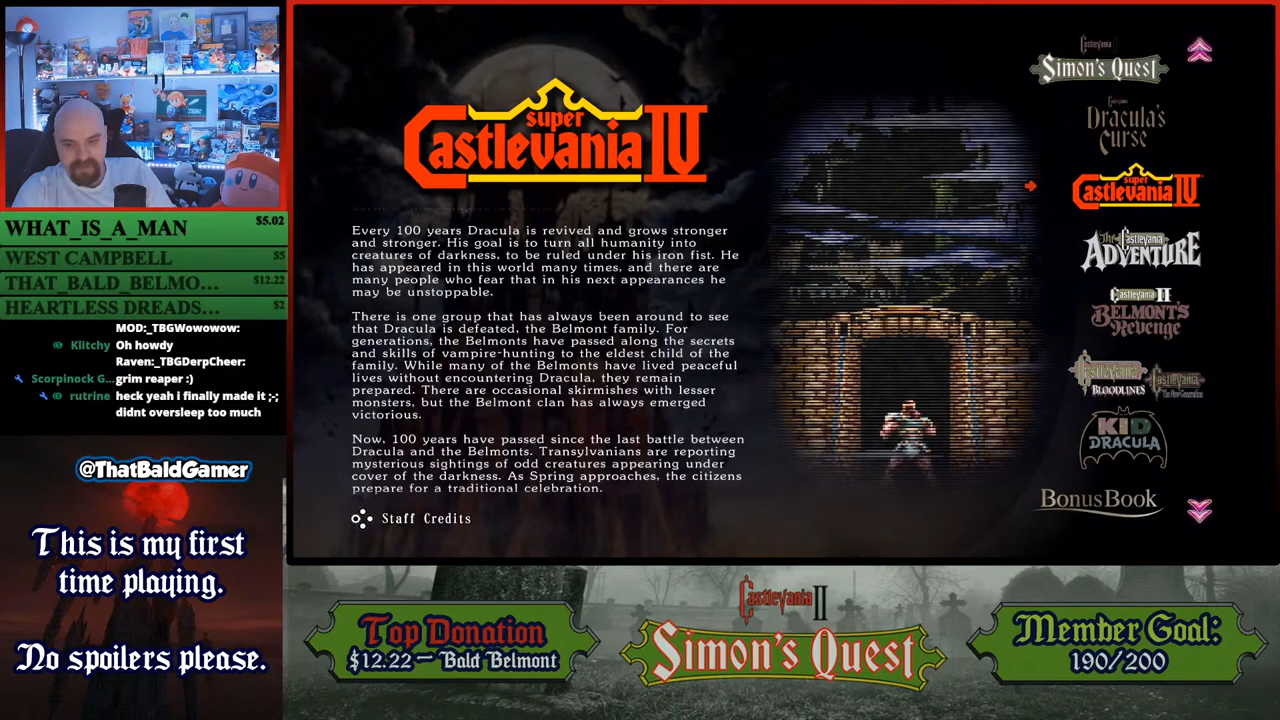 WHAT_IS_A_MAN $5.02
WEST CAMPBELL $5
THAT_BALD_BELMO... $12.22
HEARTLESS DREADS... $2
MOD:_TBGWowowow:
Klitchy Oh howdy
Raven:_TBGDerpCheer:
Scorpinock G... grim reaper :)
rutrine heck yeah i finally made it ;-;
didnt oversleep too much
@ThatBaldGamer
This is my first
time playing.
No spoilers please.
super
Castlevania IV
Every 100 years Dracula is revived and grows stronger
and stronger. His goal is to turn all humanity into
creatures of darkness, to be ruled under his iron fist. He
has appeared in this world many times, and there are
many people who fear that in his next appearances he
may be unstoppable.
There is one group that has always been around to see
that Dracula is defeated, the Belmont family. For
generations, the Belmonts have passed along the secrets
and skills of vampire-hunting to the eldest child of the
family. While many of the Belmonts have lived peaceful
lives without encountering Dracula, they remain
prepared. There are occasional skirmishes with lesser
monsters, but the Belmont clan has always emerged
victorious.
Now, 100 years have passed since the last battle between
Dracula and the Belmonts. Transylvanians are reporting
mysterious sightings of odd creatures appearing under
cover of the darkness. As Spring approaches, the citizens
prepare for a traditional celebration.
Staff Credits
Castlevania II
Simon's Quest
Castlevania
Dracula's
Curse
super
Castlevania IV
The Castlevania
Adventure
Castlevania II
Belmont's
Revenge
Castlevania
Bloodlines
Castlevania
The New Generation
KID
DRACULA
Bonus Book
Top Donation
$12.22 — Bald Belmont
Castlevania II
Simon's Quest
Member Goal:
190/200